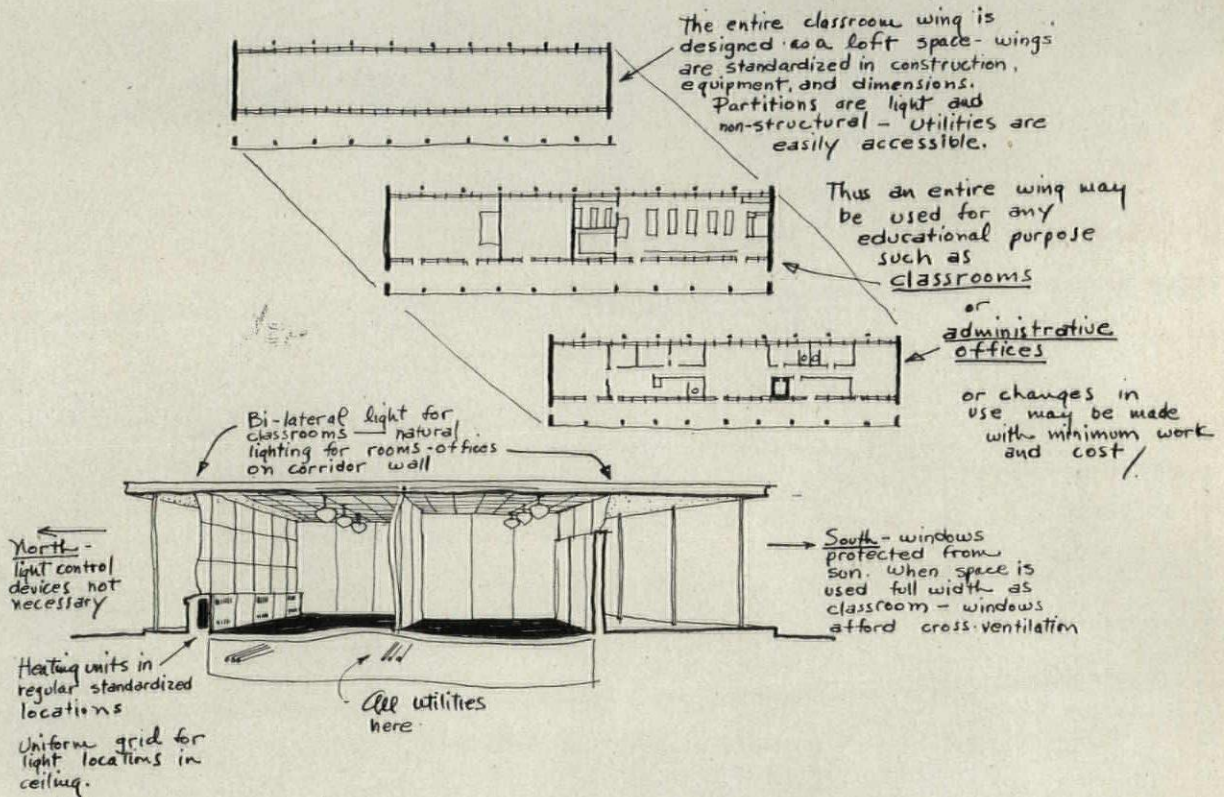 The entire classroom wing is
designed as a loft space - wings
are standardized in construction,
equipment, and dimensions.
Partitions are light and
non-structural - Utilities are
easily accessible.
Thus an entire wing may
be used for any
educational purpose
such as
classrooms
or
administrative
offices
or changes in
use may be made
with minimum work
and cost
Bi-lateral light for
classrooms — natural
lighting for rooms-offices
on corridor wall
North -
light control
devices not
necessary
South - windows
protected from
sun. When space is
used full width as
classroom - windows
afford cross-ventilation
Heating units in
regular standardized
locations
All utilities
here.
Uniform grid for
light locations in
ceiling.